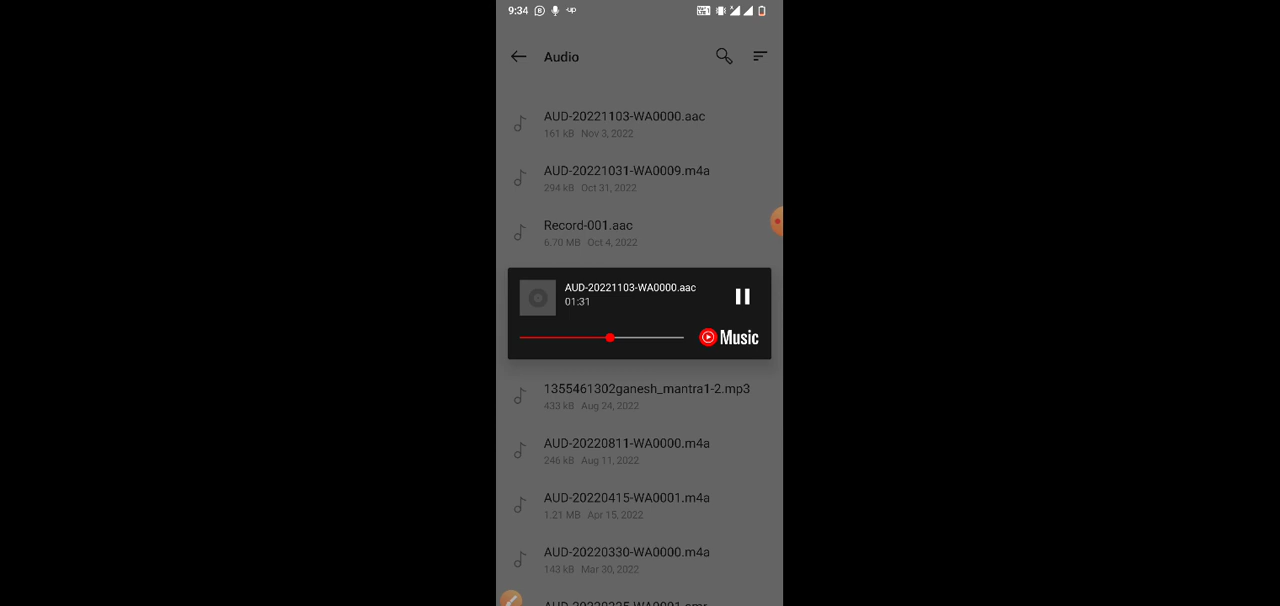 9:34
Audio
AUD-20221103-WA0000.aac
161 kB Nov 3, 2022
AUD-20221031-WA0009.m4a
294 kB Oct 31, 2022
Record-001.aac
6.70 MB Oct 4, 2022
AUD-20221103-WA0000.aac
01:31
Music
1355461302ganesh_mantra1-2.mp3
433 kB Aug 24, 2022
AUD-20220811-WA0000.m4a
246 kB Aug 11, 2022
AUD-20220415-WA0001.m4a
1.21 MB Apr 15, 2022
AUD-20220330-WA0000.m4a
143 kB Mar 30, 2022